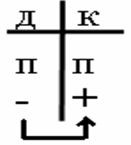 д к
п п
- +